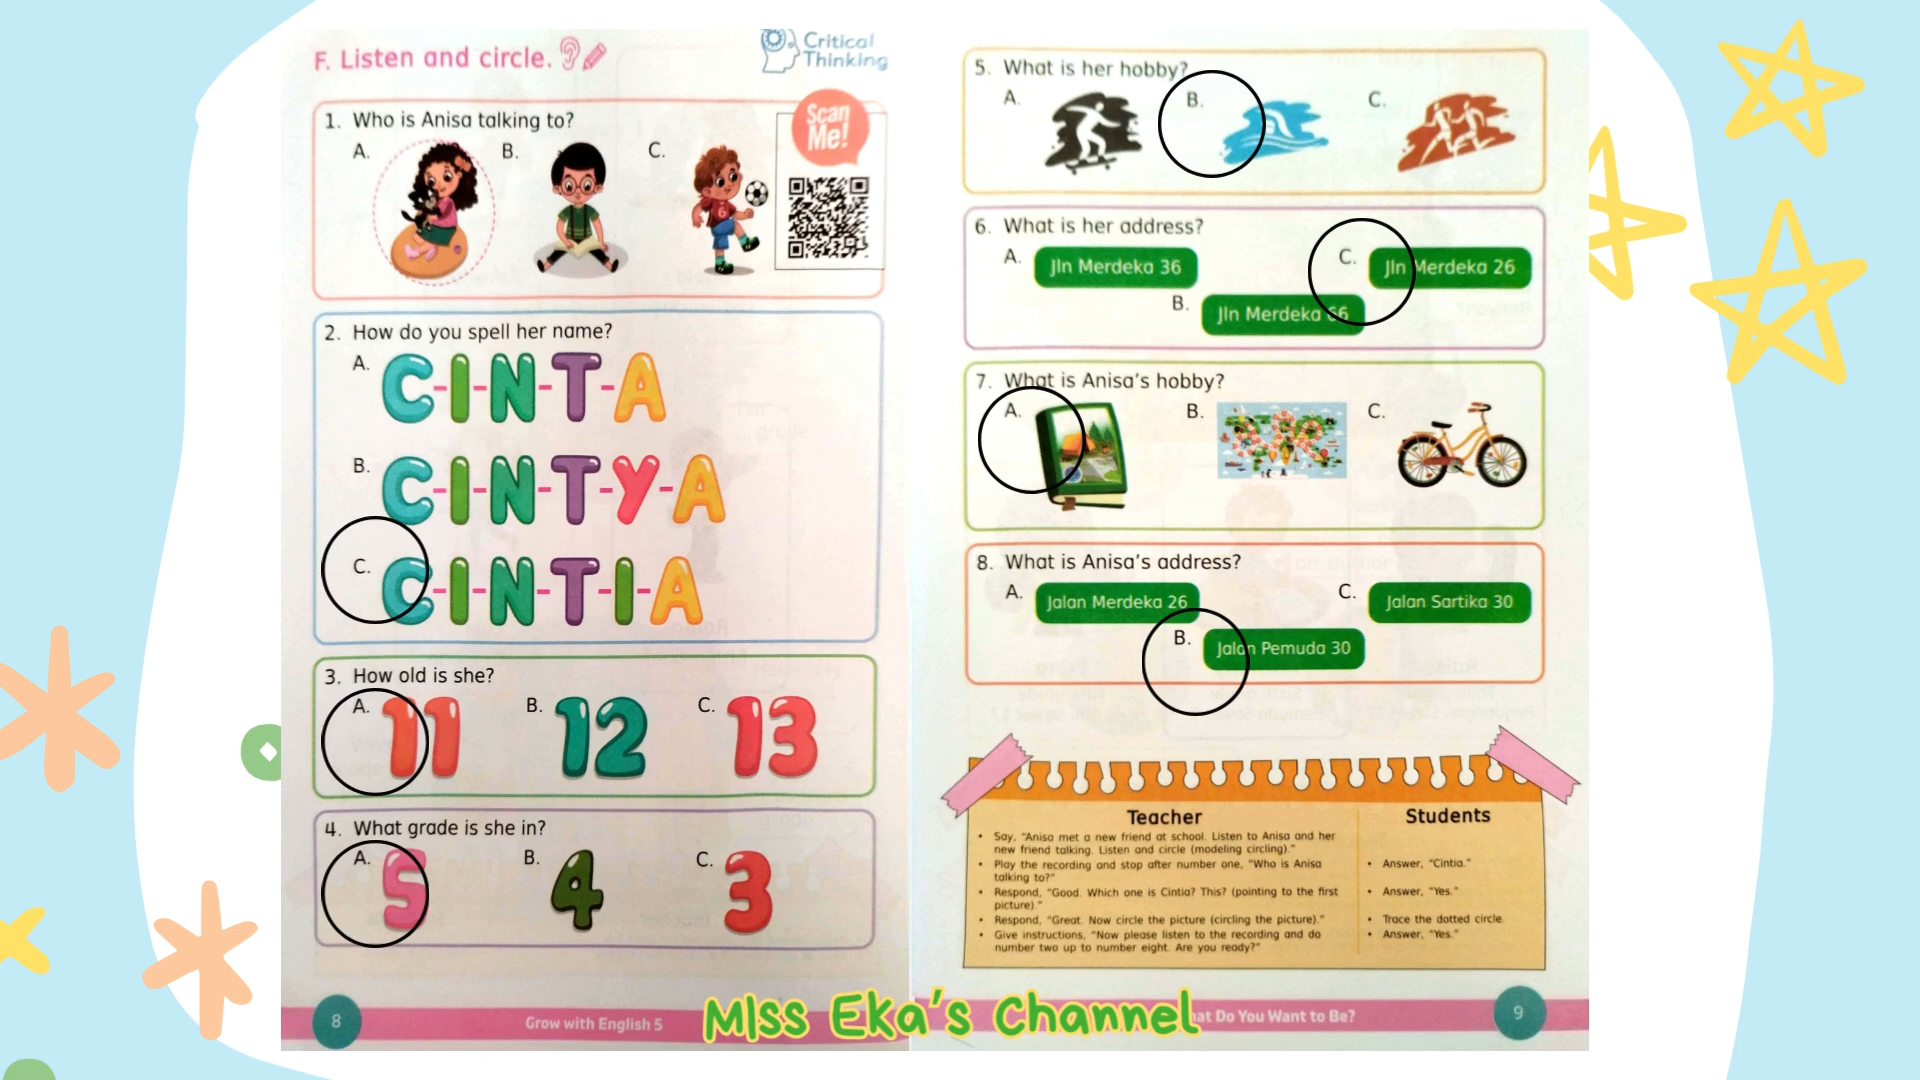 F. Listen and circle.
Critical
Thinking
Scan
Me!
1. Who is Anisa talking to?
A.
B.
C.
6
2. How do you spell her name?
A. C-I-N-T-A
B. C-I-N-T-Y-A
C. C-I-N-T-I-A
3. How old is she?
A. 11
B. 12
C. 13
4. What grade is she in?
A. 5
B. 4
C. 3
8
Grow with English 5
5. What is her hobby?
A.
B.
C.
6. What is her address?
A. Jln Merdeka 36
C. Jln Merdeka 26
B. Jln Merdeka 66
7. What is Anisa's hobby?
A.
B.
C.
8. What is Anisa's address?
A. Jalan Merdeka 26
C. Jalan Sartika 30
B. Jalan Pemuda 30
Teacher
• Say, "Anisa met a new friend at school. Listen to Anisa and her
new friend talking. Listen and circle (modeling circling)."
• Play the recording and stop after number one, "Who is Anisa
talking to?"
• Respond, "Good. Which one is Cintia? This? (pointing to the first
picture)."
• Respond, "Great. Now circle the picture (circling the picture)."
• Give instructions, "Now please listen to the recording and do
number two up to number eight. Are you ready?"
Students
• Answer, "Cintia."
• Answer, "Yes."
• Trace the dotted circle.
• Answer, "Yes."
MIss Eka's Channel
at Do You Want to Be?
9